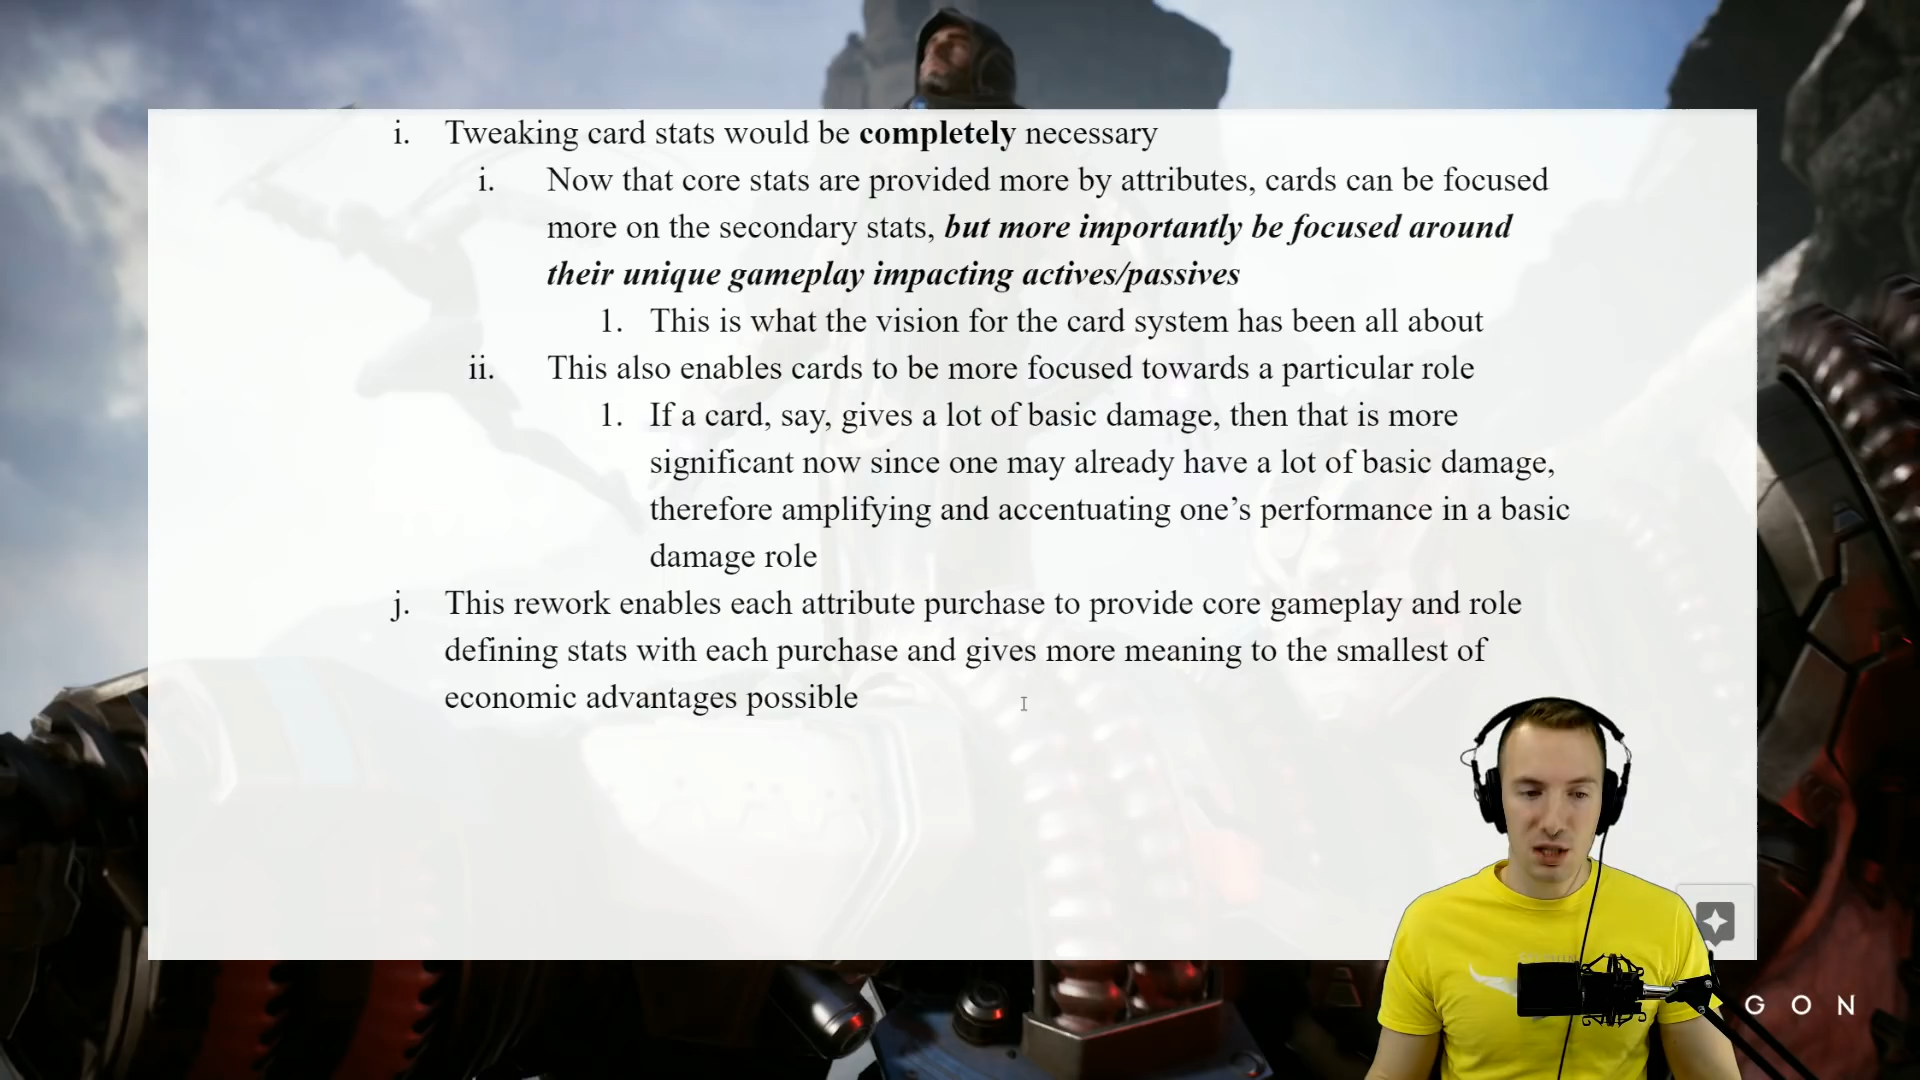 i. Tweaking card stats would be completely necessary
i. Now that core stats are provided more by attributes, cards can be focused
more on the secondary stats, but more importantly be focused around
their unique gameplay impacting actives/passives
1. This is what the vision for the card system has been all about
ii. This also enables cards to be more focused towards a particular role
1. If a card, say, gives a lot of basic damage, then that is more
significant now since one may already have a lot of basic damage,
therefore amplifying and accentuating one’s performance in a basic
damage role
j. This rework enables each attribute purchase to provide core gameplay and role
defining stats with each purchase and gives more meaning to the smallest of
economic advantages possible
GON